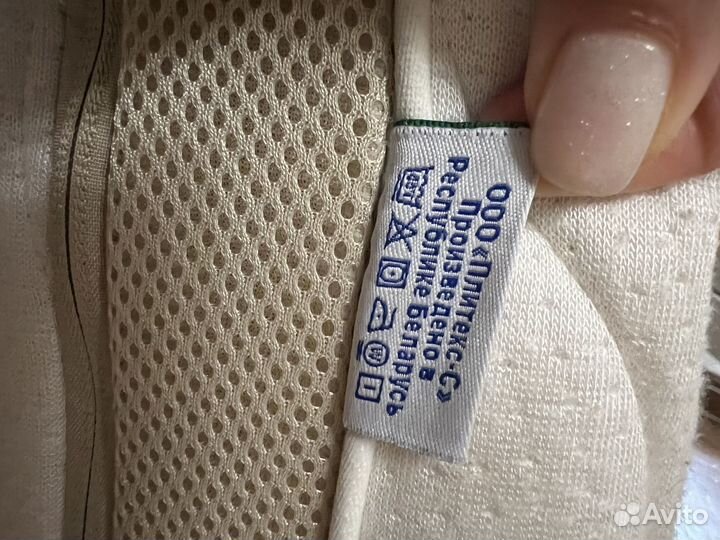 ООО «Плитекс-С»
произведено в
Республике Беларусь
Avito